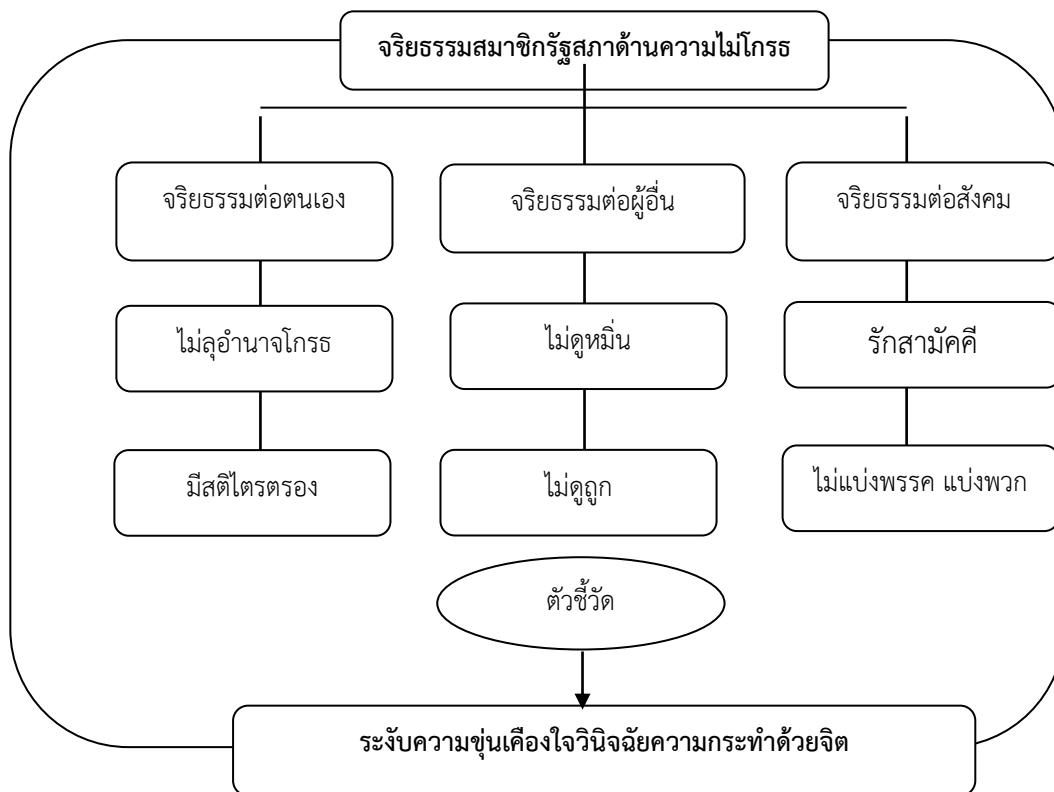 จริยธรรมสมาชิกรัฐสภาด้านความไม่โกรธ
จริยธรรมต่อตนเอง
จริยธรรมต่อผู้อื่น
จริยธรรมต่อสังคม
ไม่ลุอำนาจโกรธ
ไม่ดูหมิ่น
รักสามัคคี
มีสติไตรตรอง
ไม่ดูถูก
ไม่แบ่งพรรค แบ่งพวก
ตัวชี้วัด
ระงับความขุ่นเคืองใจวินิจฉัยความกระทำด้วยจิต